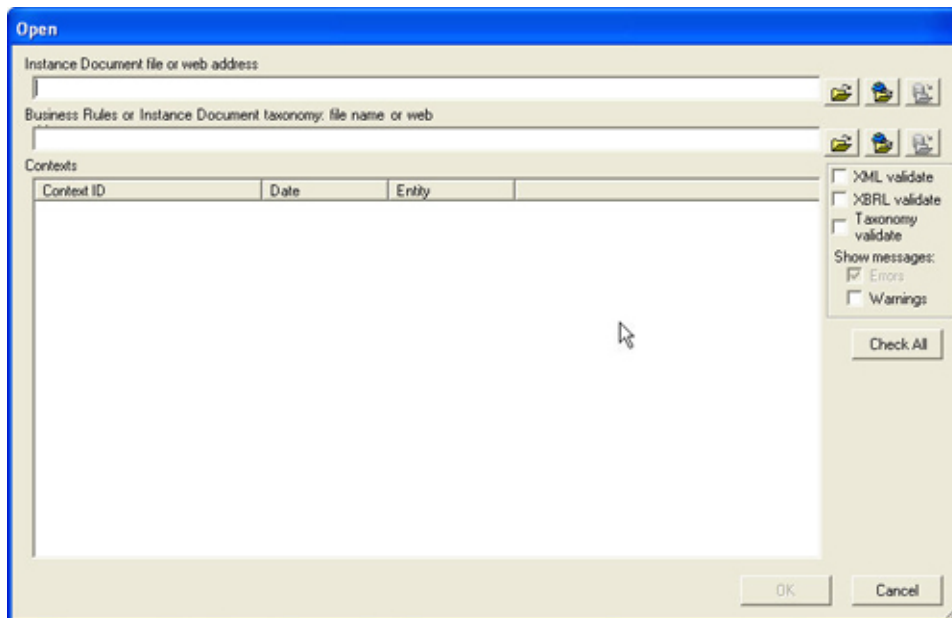 Open
Instance Document file or web address
Business Rules or Instance Document taxonomy: file name or web
Contexts
Context ID Date Entity
XML validate
XBRL validate
Taxonomy
validate
Show messages:
Errors
Warnings
Check All
OK Cancel